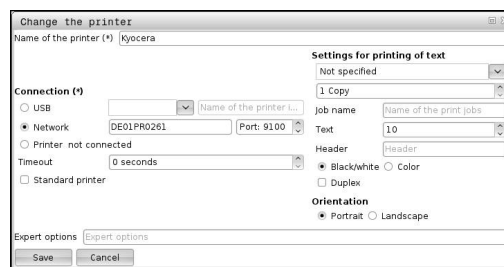 Change the printer
Name of the printer (*) Kyocera
Connection (*)
USB Name of the printer i...
Network DE01PR0261 Port: 9100
Printer not connected
Timeout 0 seconds
Standard printer
Settings for printing of text
Not specified
1 Copy
Job name Name of the print jobs
Text 10
Header Header
Black/white Color
Duplex
Orientation
Portrait Landscape
Expert options Expert options
Save Cancel